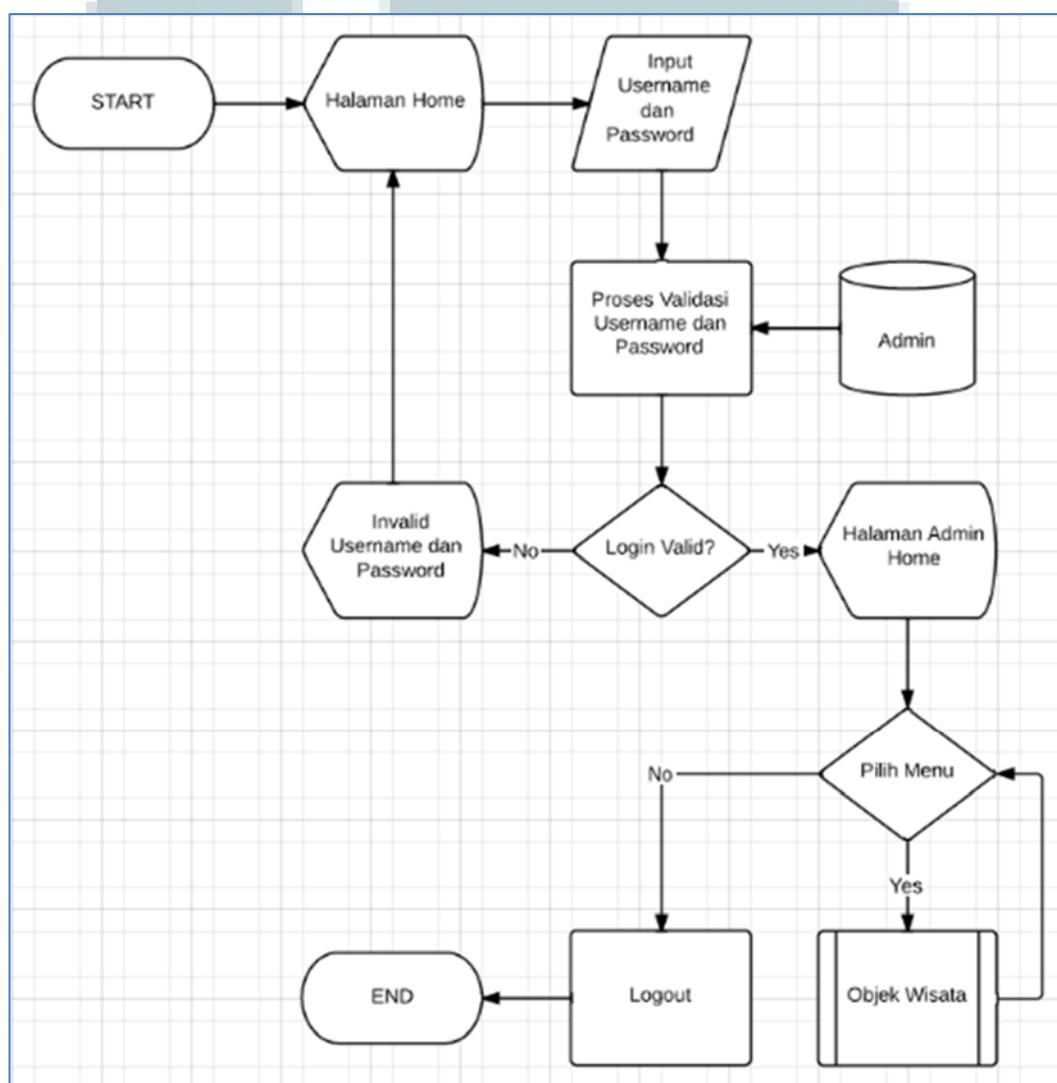 START
Halaman Home
Input
Username
dan
Password
Proses Validasi
Username dan
Password
Admin
Invalid
Username dan
Password
No
Login Valid?
Yes
Halaman Admin
Home
No
Pilih Menu
Yes
END
Logout
Objek Wisata